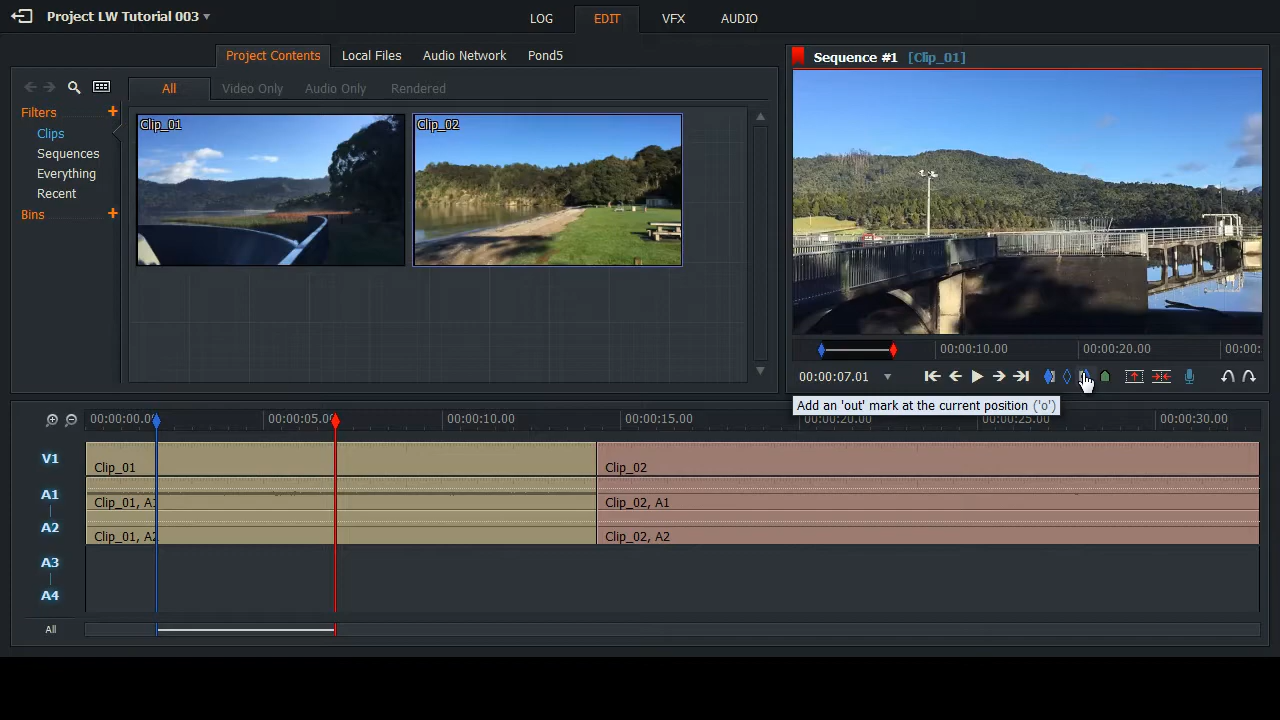 Project LW Tutorial 003
LOG EDIT VFX AUDIO
Project Contents Local Files Audio Network Pond5
All Video Only Audio Only Rendered
Filters +
Clips
Sequences
Everything
Recent
Bins +
Clip_01
Clip_02
Sequence #1 [Clip_01]
00:00:10.00 00:00:20.00 00:00:
00:00:07.01
Add an 'out' mark at the current position ('o')
00:00:00.0 00:00:05.0 00:00:10.00 00:00:15.00 00:00:20.00 00:00:25.00 00:00:30.00
V1 Clip_01 Clip_02
A1 Clip_01, A1 Clip_02, A1
A2 Clip_01, A2 Clip_02, A2
A3
A4
All